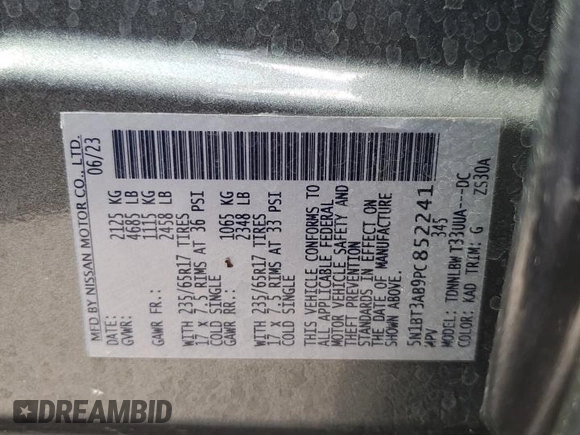 MFD BY NISSAN MOTOR CO., LTD.
DATE: 06/23
GVWR: 2125 KG
4685 LB
GAWR FR: 1115 KG
2458 LB
WITH 235/65R17 TIRES
17 X 7.5 RIMS AT 36 PSI
COLD SINGLE
GAWR RR: 1065 KG
2348 LB
WITH 235/65R17 TIRES
17 X 7.5 RIMS AT 33 PSI
COLD SINGLE
THIS VEHICLE CONFORMS TO
ALL APPLICABLE FEDERAL
MOTOR VEHICLE SAFETY AND
THEFT PREVENTION
STANDARDS IN EFFECT ON
THE DATE OF MANUFACTURE
SHOWN ABOVE.
5N1BT3AB9PC852241
MPV 345
MODEL: TDNNLBW T33UUA---DC
COLOR: KAD TRIM: G ZS30A
DREAMBID